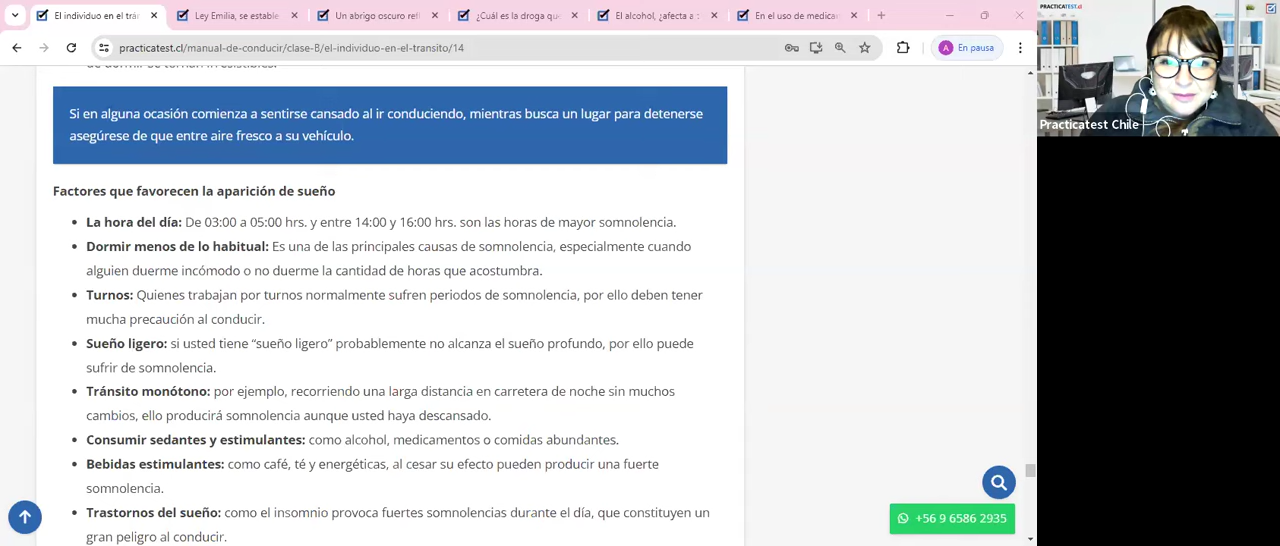 El individuo en el trán
Ley Emilia, se estable
Un abrigo oscuro ref
¿Cuál es la droga que
El alcohol, ¿afecta a
En el uso de medica
practicatest.cl/manual-de-conducir/clase-B/el-individuo-en-el-transito/14
A En pausa
de dormir se tornan irresistibles.
Si en alguna ocasión comienza a sentirse cansado al ir conduciendo, mientras busca un lugar para detenerse
asegúrese de que entre aire fresco a su vehículo.
Factores que favorecen la aparición de sueño
La hora del día: De 03:00 a 05:00 hrs. y entre 14:00 y 16:00 hrs. son las horas de mayor somnolencia.
Dormir menos de lo habitual: Es una de las principales causas de somnolencia, especialmente cuando
alguien duerme incómodo o no duerme la cantidad de horas que acostumbra.
Turnos: Quienes trabajan por turnos normalmente sufren periodos de somnolencia, por ello deben tener
mucha precaución al conducir.
Sueño ligero: si usted tiene “sueño ligero” probablemente no alcanza el sueño profundo, por ello puede
sufrir de somnolencia.
Tránsito monótono: por ejemplo, recorriendo una larga distancia en carretera de noche sin muchos
cambios, ello producirá somnolencia aunque usted haya descansado.
Consumir sedantes y estimulantes: como alcohol, medicamentos o comidas abundantes.
Bebidas estimulantes: como café, té y energéticas, al cesar su efecto pueden producir una fuerte
somnolencia.
Trastornos del sueño: como el insomnio provoca fuertes somnolencias durante el día, que constituyen un
gran peligro al conducir.
+56 9 6586 2935
PRACTICATEST.CL
Practicatest Chile